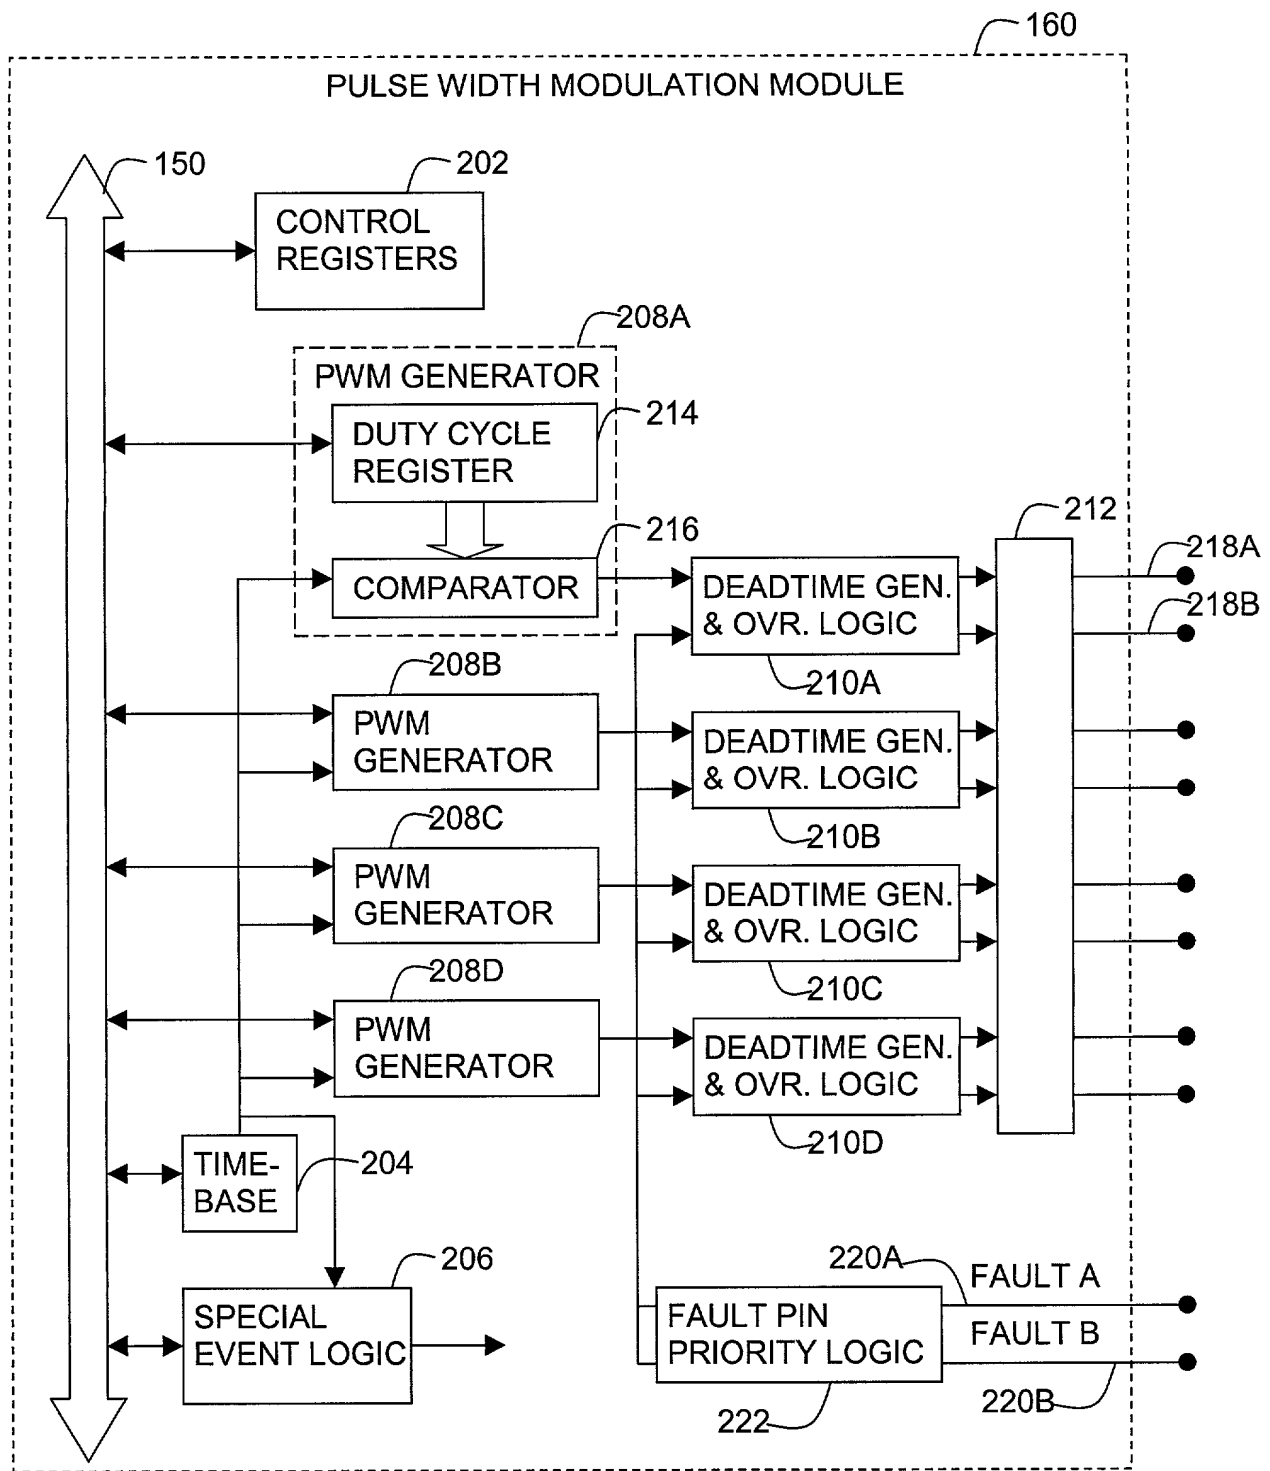 160
PULSE WIDTH MODULATION MODULE
150
202
CONTROL
REGISTERS
208A
PWM GENERATOR
214
DUTY CYCLE
REGISTER
216
COMPARATOR
212
218A
218B
DEADTIME GEN.
& OVR. LOGIC
210A
208B
PWM
GENERATOR
DEADTIME GEN.
& OVR. LOGIC
210B
208C
PWM
GENERATOR
DEADTIME GEN.
& OVR. LOGIC
210C
208D
PWM
GENERATOR
DEADTIME GEN.
& OVR. LOGIC
210D
TIME-
BASE
204
206
SPECIAL
EVENT LOGIC
220A
FAULT A
FAULT PIN
PRIORITY LOGIC
FAULT B
220B
222